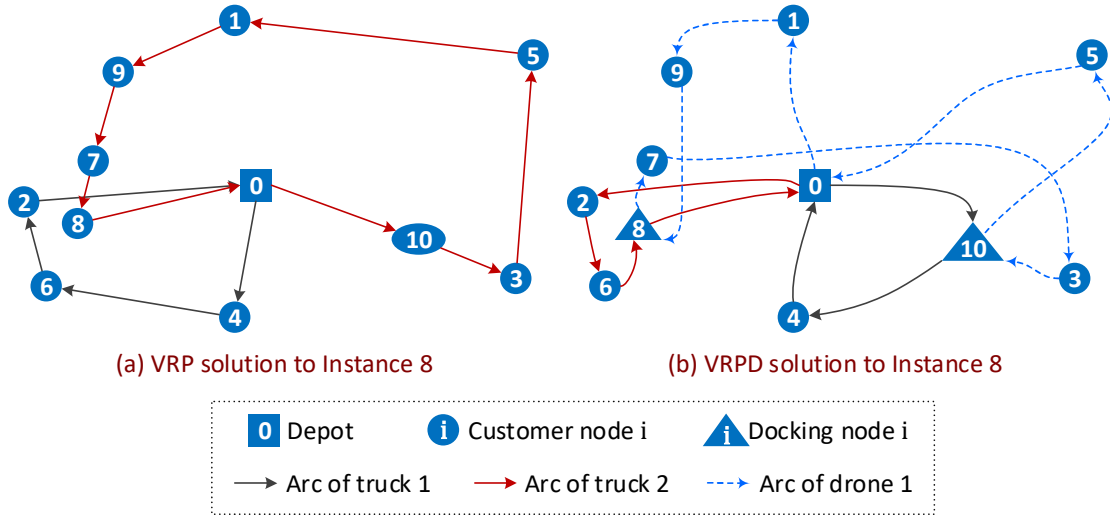 1
5
9
7
2
0
8
10
6
3
4
(a) VRP solution to Instance 8
1
5
9
7
0
2
8
10
6
3
4
(b) VRPD solution to Instance 8
0 Depot
i Customer node i
i Docking node i
Arc of truck 1
Arc of truck 2
Arc of drone 1